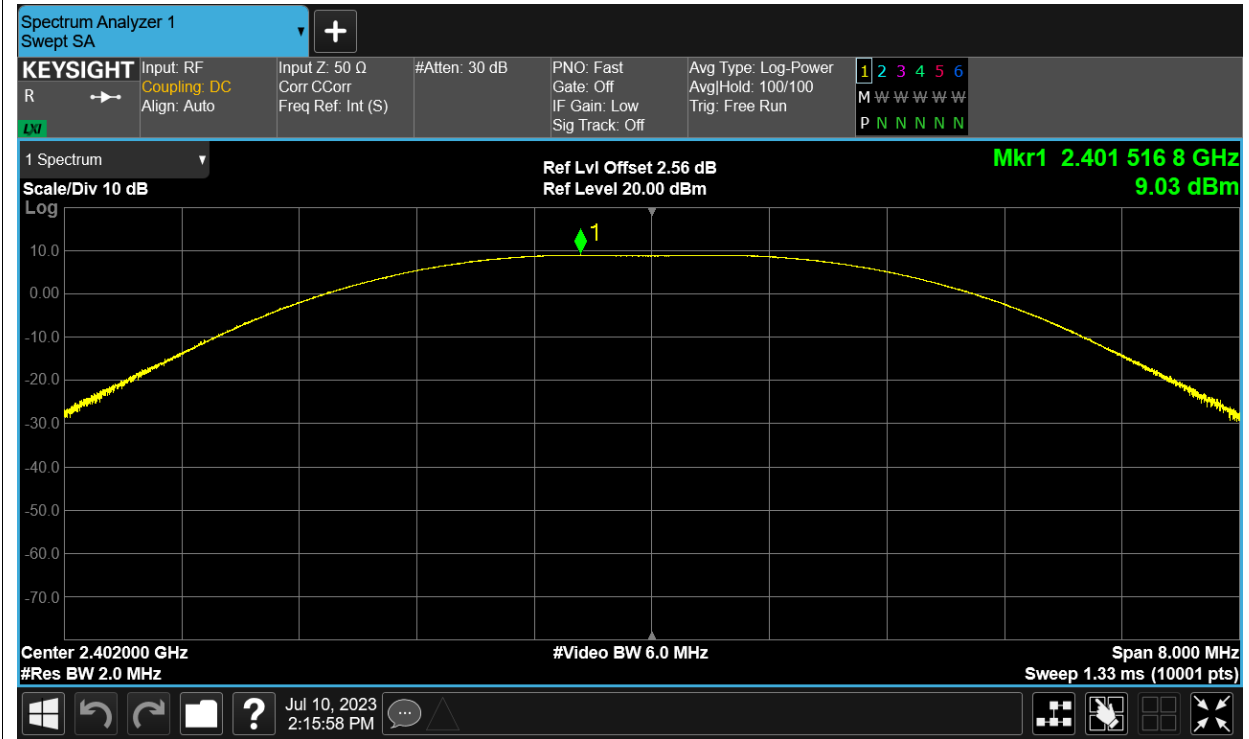 Spectrum Analyzer 1
Swept SA
KEYSIGHT
R
LXI
Input: RF
Coupling: DC
Align: Auto
Input Z: 50 Ω
Corr CCorr
Freq Ref: Int (S)
#Atten: 30 dB
PNO: Fast
Gate: Off
IF Gain: Low
Sig Track: Off
Avg Type: Log-Power
Avg|Hold: 100/100
Trig: Free Run
1 2 3 4 5 6
M W W W W W
P N N N N N
1 Spectrum
Scale/Div 10 dB
Log
Ref Lvl Offset 2.56 dB
Ref Level 20.00 dBm
Mkr1 2.401 516 8 GHz
9.03 dBm
1
10.0
0.00
-10.0
-20.0
-30.0
-40.0
-50.0
-60.0
-70.0
Center 2.402000 GHz
#Res BW 2.0 MHz
#Video BW 6.0 MHz
Span 8.000 MHz
Sweep 1.33 ms (10001 pts)
?
Jul 10, 2023
2:15:58 PM